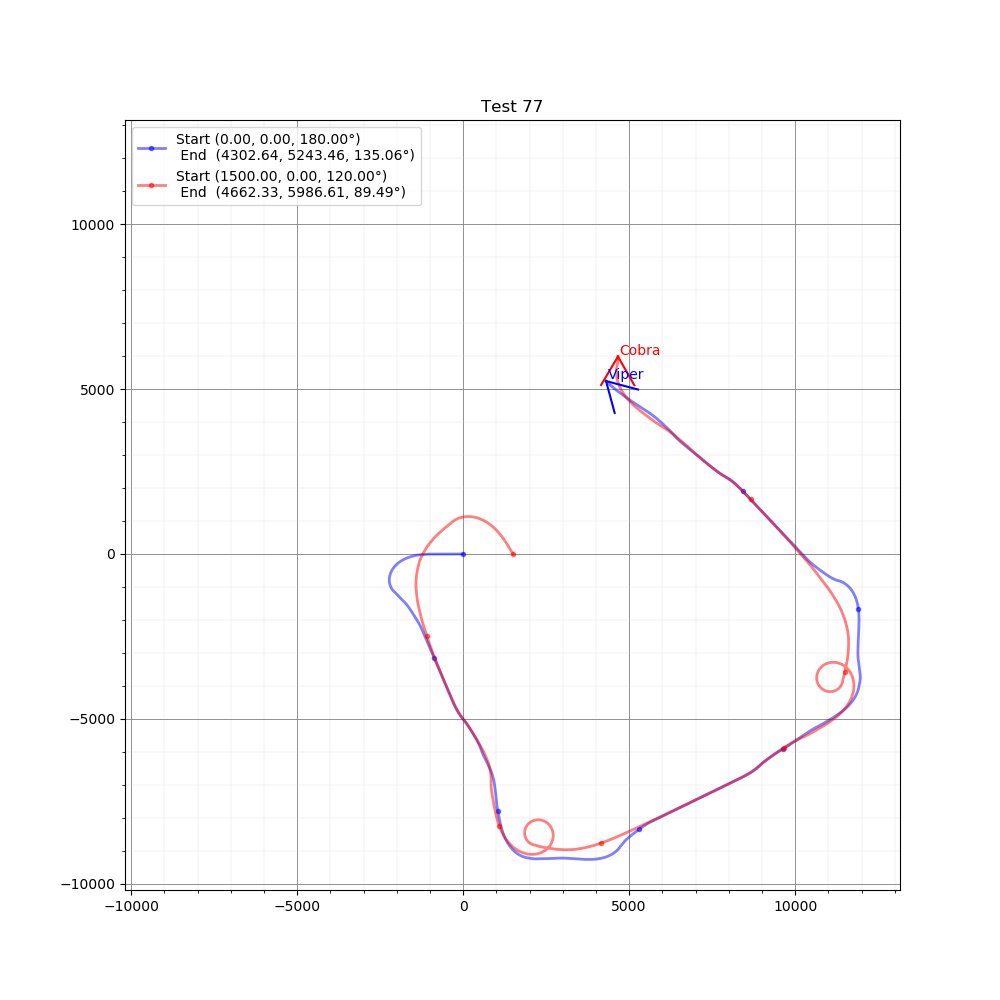 Test 77
Start (0.00, 0.00, 180.00°)
End (4302.64, 5243.46, 135.06°)
Start (1500.00, 0.00, 120.00°)
End (4662.33, 5986.61, 89.49°)
10000
Cobra
Viper
5000
0
−5000
−10000
−10000 −5000 0 5000 10000